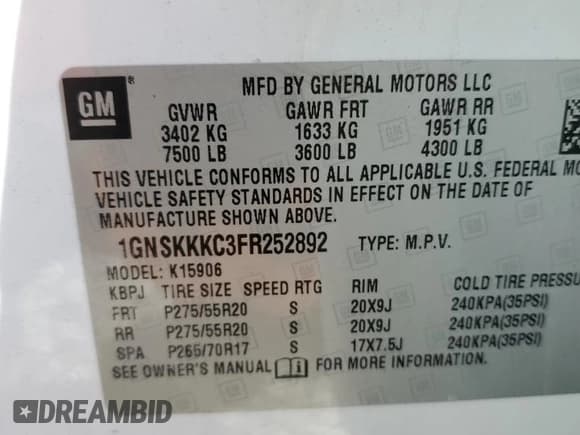 GM
MFD BY GENERAL MOTORS LLC
GVWR GAWR FRT GAWR RR
3402 KG 1633 KG 1951 KG
7500 LB 3600 LB 4300 LB
THIS VEHICLE CONFORMS TO ALL APPLICABLE U.S. FEDERAL MO
VEHICLE SAFETY STANDARDS IN EFFECT ON THE DATE OF
MANUFACTURE SHOWN ABOVE.
1GNSKKKC3FR252892 TYPE: M.P.V.
MODEL: K15906
KBPJ TIRE SIZE SPEED RTG RIM COLD TIRE PRESSU
FRT P275/55R20 S 20X9J 240KPA(35PSI)
RR P275/55R20 S 20X9J 240KPA(35PSI)
SPA P265/70R17 S 17X7.5J 240KPA(35PSI)
SEE OWNER'S MANUAL FOR MORE INFORMATION.
DREAMBID